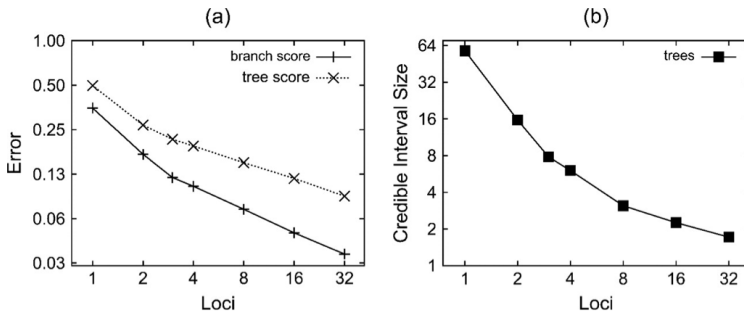 (a)
branch score
tree score
1.00
0.50
0.25
0.13
0.06
0.03
Error
1 2 3 4 8 16 32
Loci
(b)
trees
64
32
16
8
4
2
1
Credible Interval Size
1 2 3 4 8 16 32
Loci